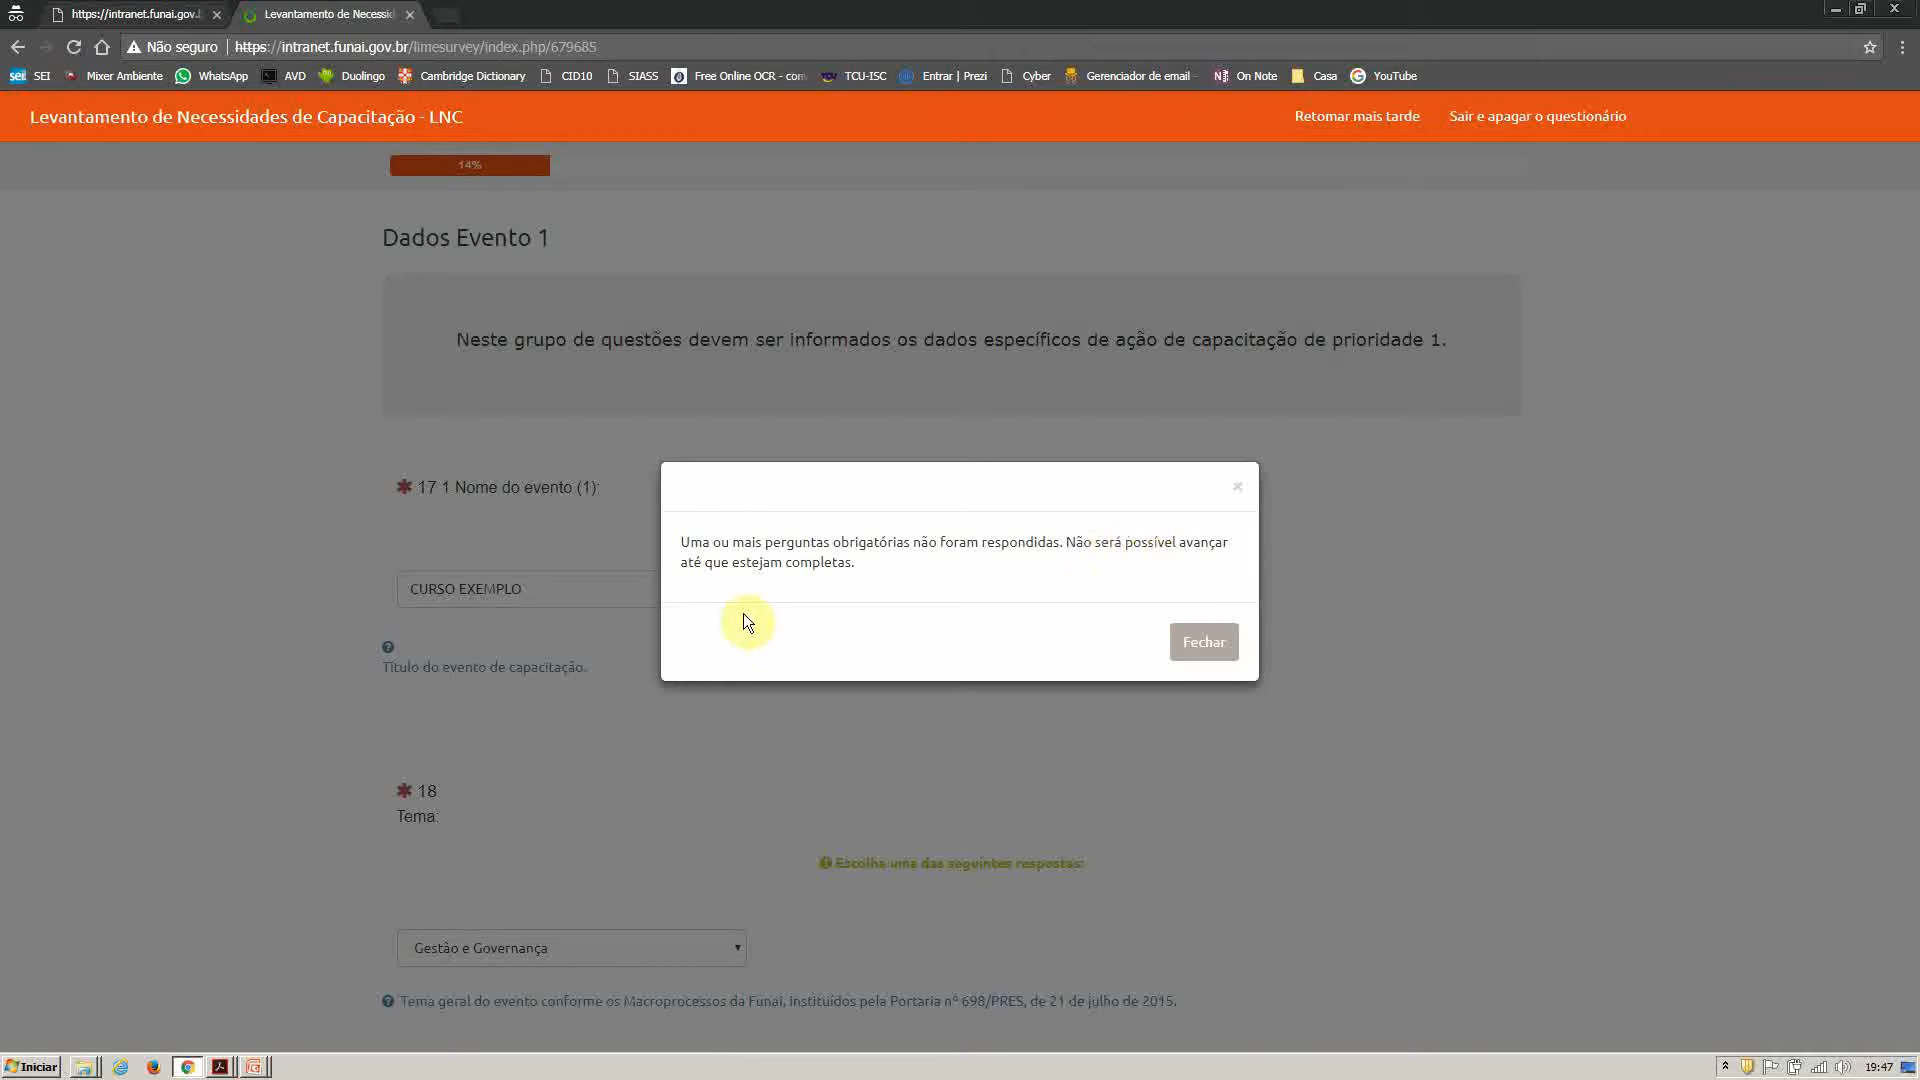 https://intranet.funai.gov.
Levantamento de Necessid
Não seguro
https://intranet.funai.gov.br/limesurvey/index.php/679685
SEI
Mixer Ambiente
WhatsApp
AVD
Duolingo
Cambridge Dictionary
CID10
SIASS
Free Online OCR - con
TCU-ISC
Entrar | Prezi
Cyber
Gerenciador de email
On Note
Casa
YouTube
Levantamento de Necessidades de Capacitação - LNC
Retomar mais tarde
Sair e apagar o questionário
14%
Dados Evento 1
Neste grupo de questões devem ser informados os dados específicos de ação de capacitação de prioridade 1.
17 1 Nome do evento (1):
CURSO EXEMPLO
Título do evento de capacitação.
Uma ou mais perguntas obrigatórias não foram respondidas. Não será possível avançar
até que estejam completas.
Fechar
18
Tema:
Escolha uma das seguintes respostas:
Gestão e Governança
Tema geral do evento conforme os Macroprocessos da Funai, instituídos pela Portaria nº 698/PRES, de 21 de julho de 2015.
Iniciar
19:47